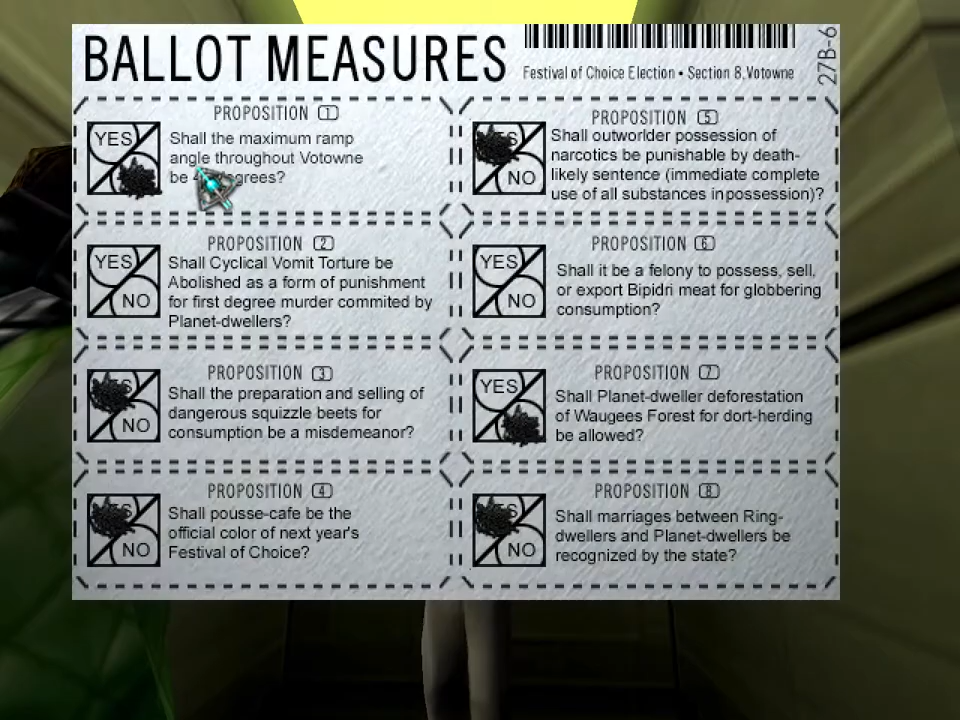 BALLOT MEASURES
Festival of Choice Election • Section 8, Votowne
27B-6
PROPOSITION 1
YES
Shall the maximum ramp
angle throughout Votowne
be
PROPOSITION 2
YES
NO
Shall Cyclical Vomit Torture be
Abolished as a form of punishment
for first degree murder commited by
Planet-dwellers?
PROPOSITION 3
NO
Shall the preparation and selling of
dangerous squizzle beets for
consumption be a misdemeanor?
PROPOSITION 4
NO
Shall pousse-cafe be the
official color of next year's
Festival of Choice?
PROPOSITION 5
NO
Shall outworlder possession of
narcotics be punishable by death-
likely sentence (immediate complete
use of all substances inpossession)?
PROPOSITION 6
YES
NO
Shall it be a felony to possess, sell,
or export Bipidri meat for globbering
consumption?
PROPOSITION 7
YES
Shall Planet-dweller deforestation
of Waugees Forest for dort-herding
be allowed?
PROPOSITION 8
NO
Shall marriages between Ring-
dwellers and Planet-dwellers be
recognized by the state?